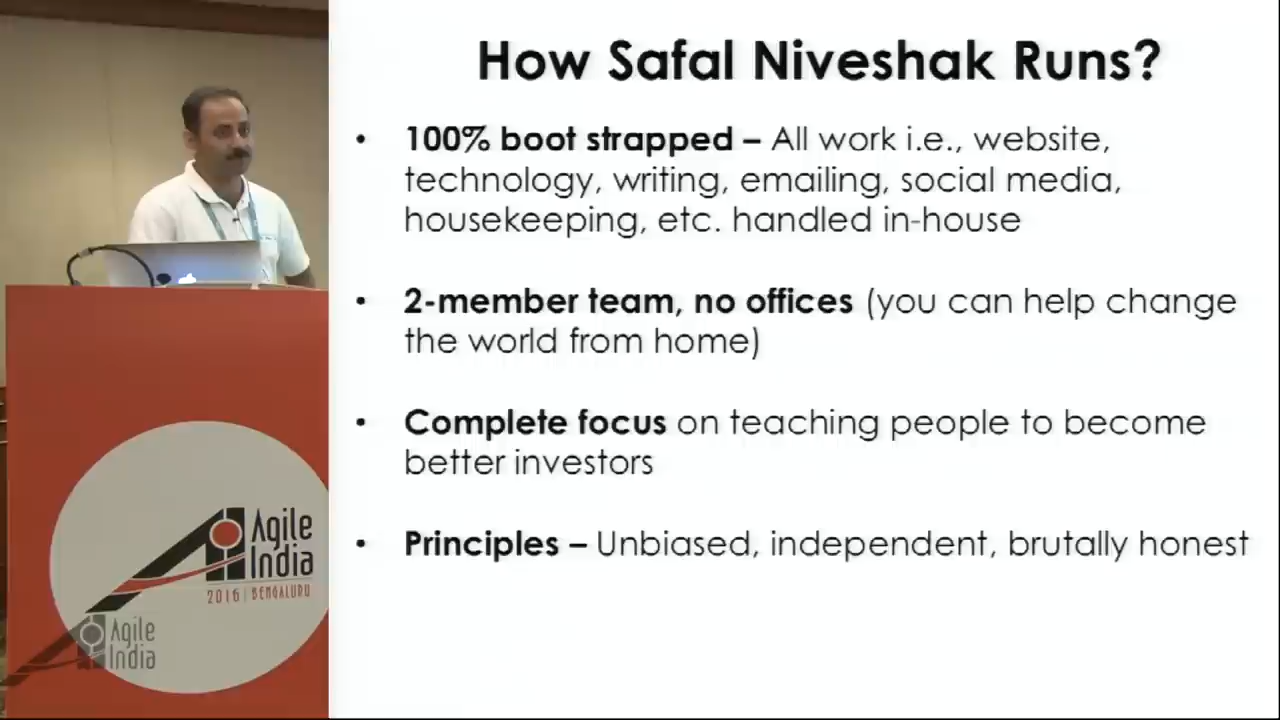 How Safal Niveshak Runs?
• 100% boot strapped – All work i.e., website,
technology, writing, emailing, social media,
housekeeping, etc. handled in-house
• 2-member team, no offices (you can help change
the world from home)
• Complete focus on teaching people to become
better investors
• Principles – Unbiased, independent, brutally honest
Agile
India
2016 | BENGALURU
Agile
India